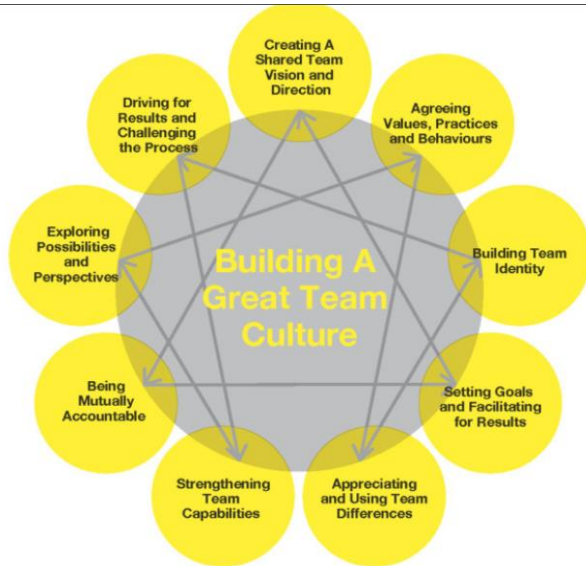 Creating A
Shared Team
Vision and
Direction
Agreeing
Values, Practices
and Behaviours
Building Team
Identity
Setting Goals
and Facilitating
for Results
Appreciating
and Using Team
Differences
Strengthening
Team
Capabilities
Being
Mutually
Accountable
Exploring
Possibilities
and
Perspectives
Driving for
Results and
Challenging
the Process
Building A
Great Team
Culture